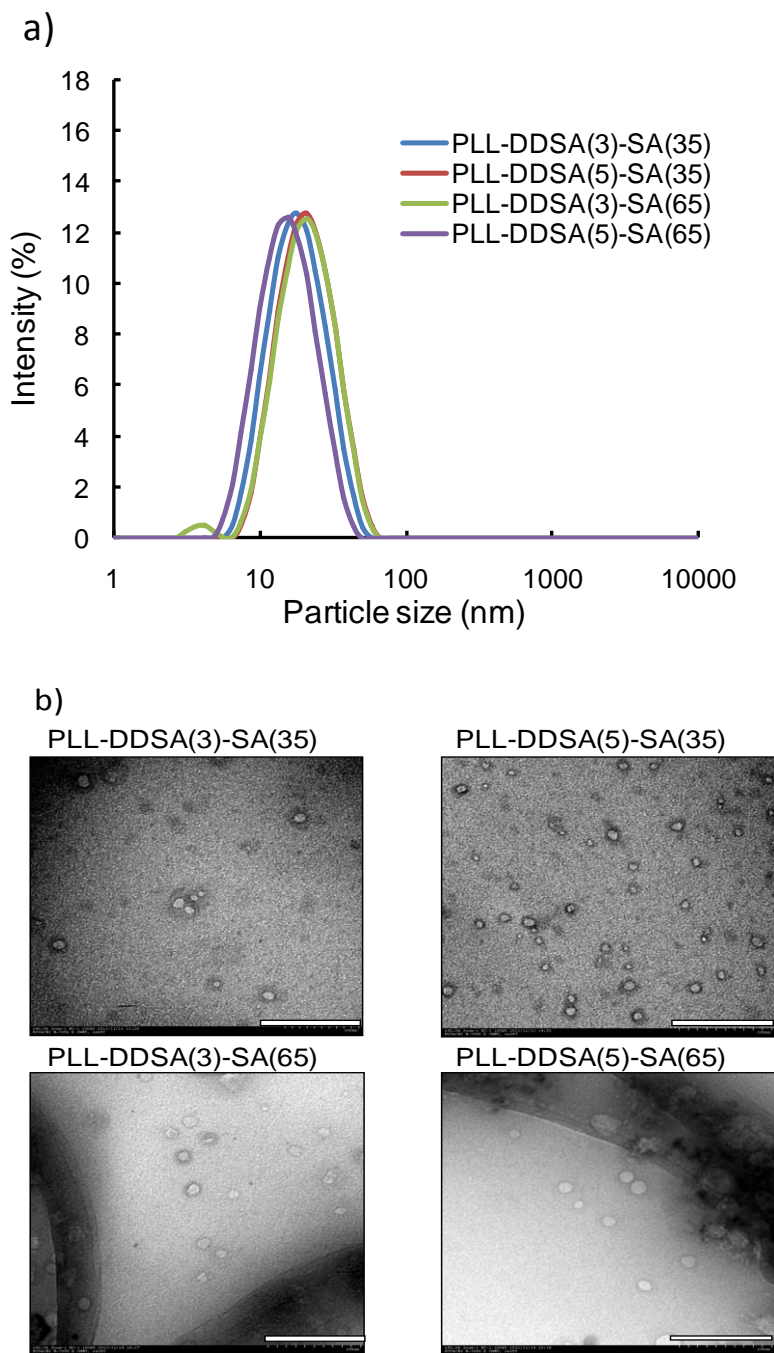 a)
18
16
14
12
10
8
6
4
2
0
Intensity (%)
PLL-DDSA(3)-SA(35)
PLL-DDSA(5)-SA(35)
PLL-DDSA(3)-SA(65)
PLL-DDSA(5)-SA(65)
1 10 100 1000 10000
Particle size (nm)
b)
PLL-DDSA(3)-SA(35) PLL-DDSA(5)-SA(35)
PLL-DDSA(3)-SA(65) PLL-DDSA(5)-SA(65)